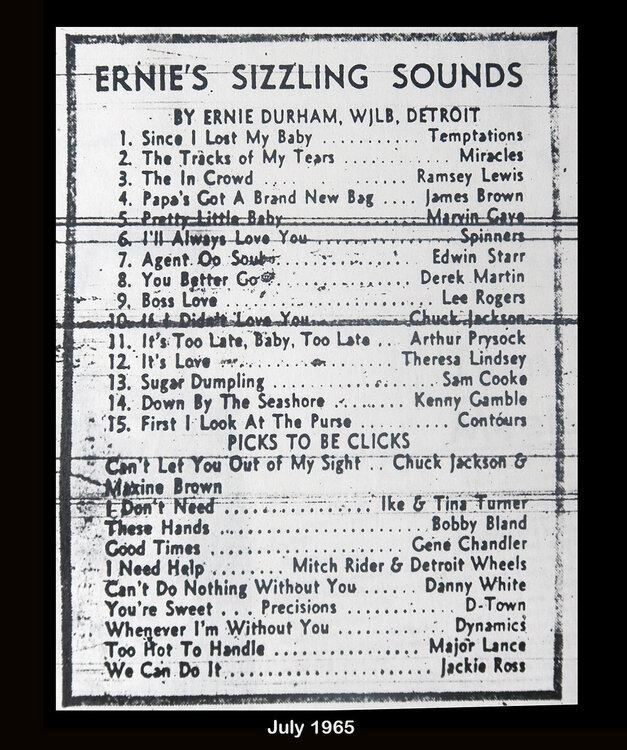 ERNIE'S SIZZLING SOUNDS
BY ERNIE DURHAM, WJLB, DETROIT
1. Since I Lost My Baby ........... Temptations
2. The Tracks of My Tears ............ Miracles
3. The In Crowd ................ Ramsey Lewis
4. Papa's Got A Brand New Bag .... James Brown
5. Pretty Little Baby ................ Marvin Gaye
6. I'll Always Love You ............... Spinners
7. Agent Oo Soul ................ Edwin Starr
8. You Better Go ................ Derek Martin
9. Boss Love ....................... Lee Rogers
10. If I Didn't Love You ........... Chuck Jackson
11. It's Too Late, Baby, Too Late ... Arthur Prysock
12. It's Love ................ Theresa Lindsey
13. Sugar Dumpling ................ Sam Cooke
14. Down By The Seashore ........ Kenny Gamble
15. First I Look At The Purse ........... Contours
PICKS TO BE CLICKS
Can't Let You Out of My Sight .. Chuck Jackson &
Maxine Brown
I Don't Need ................ Ike & Tina Turner
These Hands ..................... Bobby Bland
Good Times ..................... Gene Chandler
I Need Help ........ Mitch Rider & Detroit Wheels
Can't Do Nothing Without You ..... Danny White
You're Sweet ... Precisions ............. D-Town
Whenever I'm Without You .......... Dynamics
Too Hot To Handle ................ Major Lance
We Can Do It ..................... Jackie Ross
July 1965